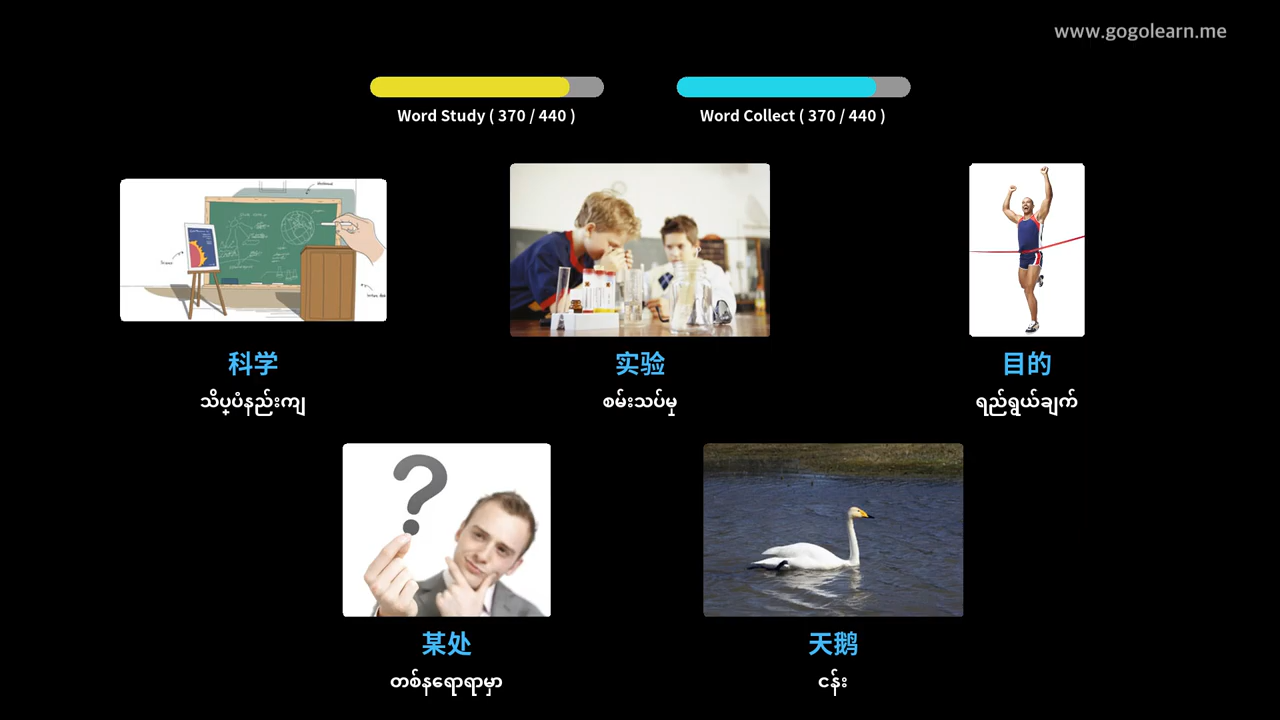 www.gogolearn.me
Word Study ( 370 / 440 )
Word Collect ( 370 / 440 )
科学
သိပ္ပံနည်းကျ
实验
စမ်းသပ်မှု
目的
ရည်ရွယ်ချက်
某处
တစ်နေရာရာမှာ
天鹅
ငန်း